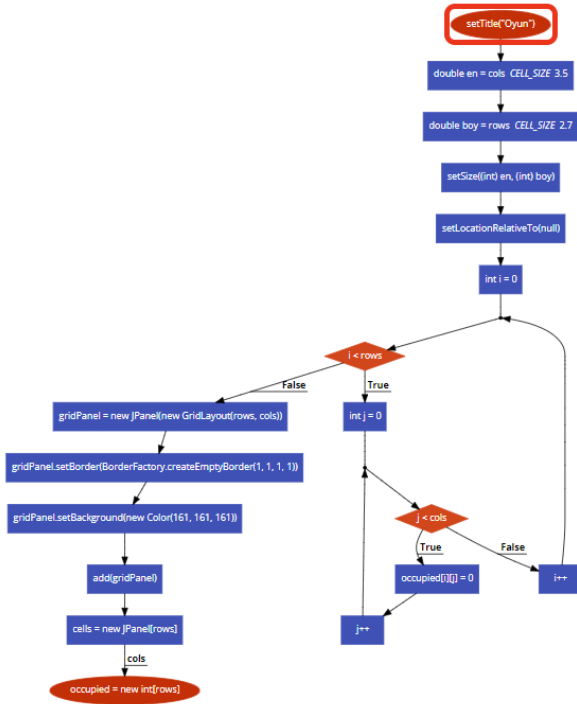 setTitle("Oyun")
double en = cols CELL_SIZE 3.5
double boy = rows CELL_SIZE 2.7
setSize((int) en, (int) boy)
setLocationRelativeTo(null)
int i = 0
i < rows
False
True
gridPanel = new JPanel(new GridLayout(rows, cols))
int j = 0
gridPanel.setBorder(BorderFactory.createEmptyBorder(1, 1, 1, 1))
gridPanel.setBackground(new Color(161, 161, 161))
j < cols
True
False
add(gridPanel)
occupied[i][j] = 0
i++
cells = new JPanel[rows]
j++
cols
occupied = new int[rows]